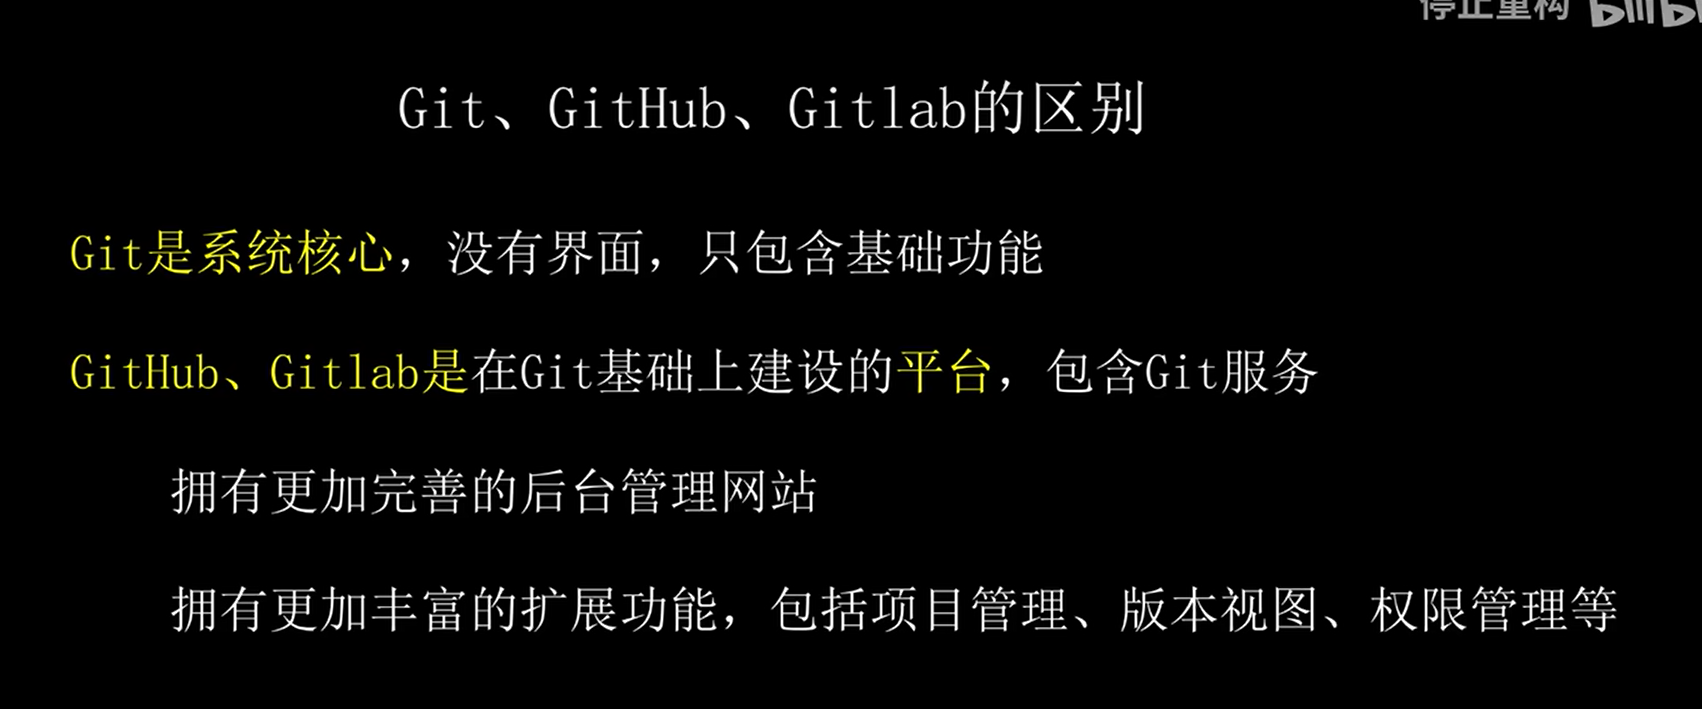 停止重构 bilibi
Git、GitHub、Gitlab的区别
Git是系统核心，没有界面，只包含基础功能
GitHub、Gitlab是在Git基础上建设的平台，包含Git服务
拥有更加完善的后台管理网站
拥有更加丰富的扩展功能，包括项目管理、版本视图、权限管理等